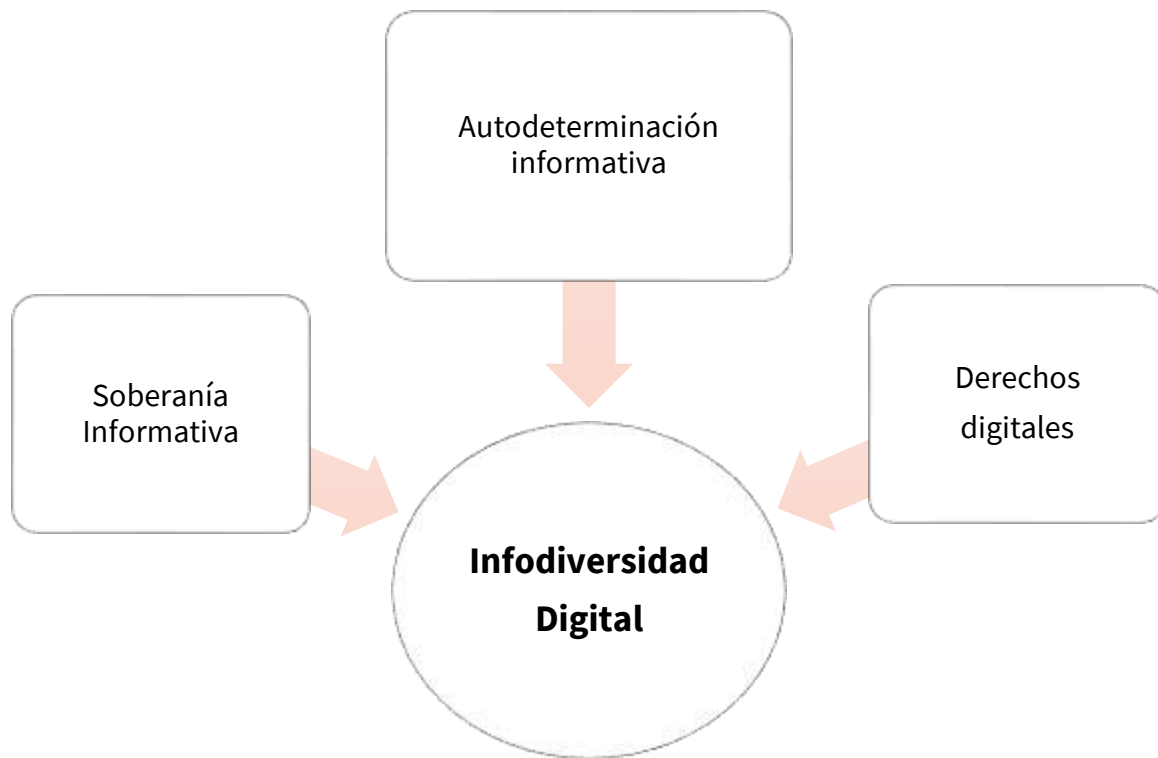 Autodeterminación
informativa
Soberanía
Informativa
Derechos
digitales
Infodiversidad
Digital